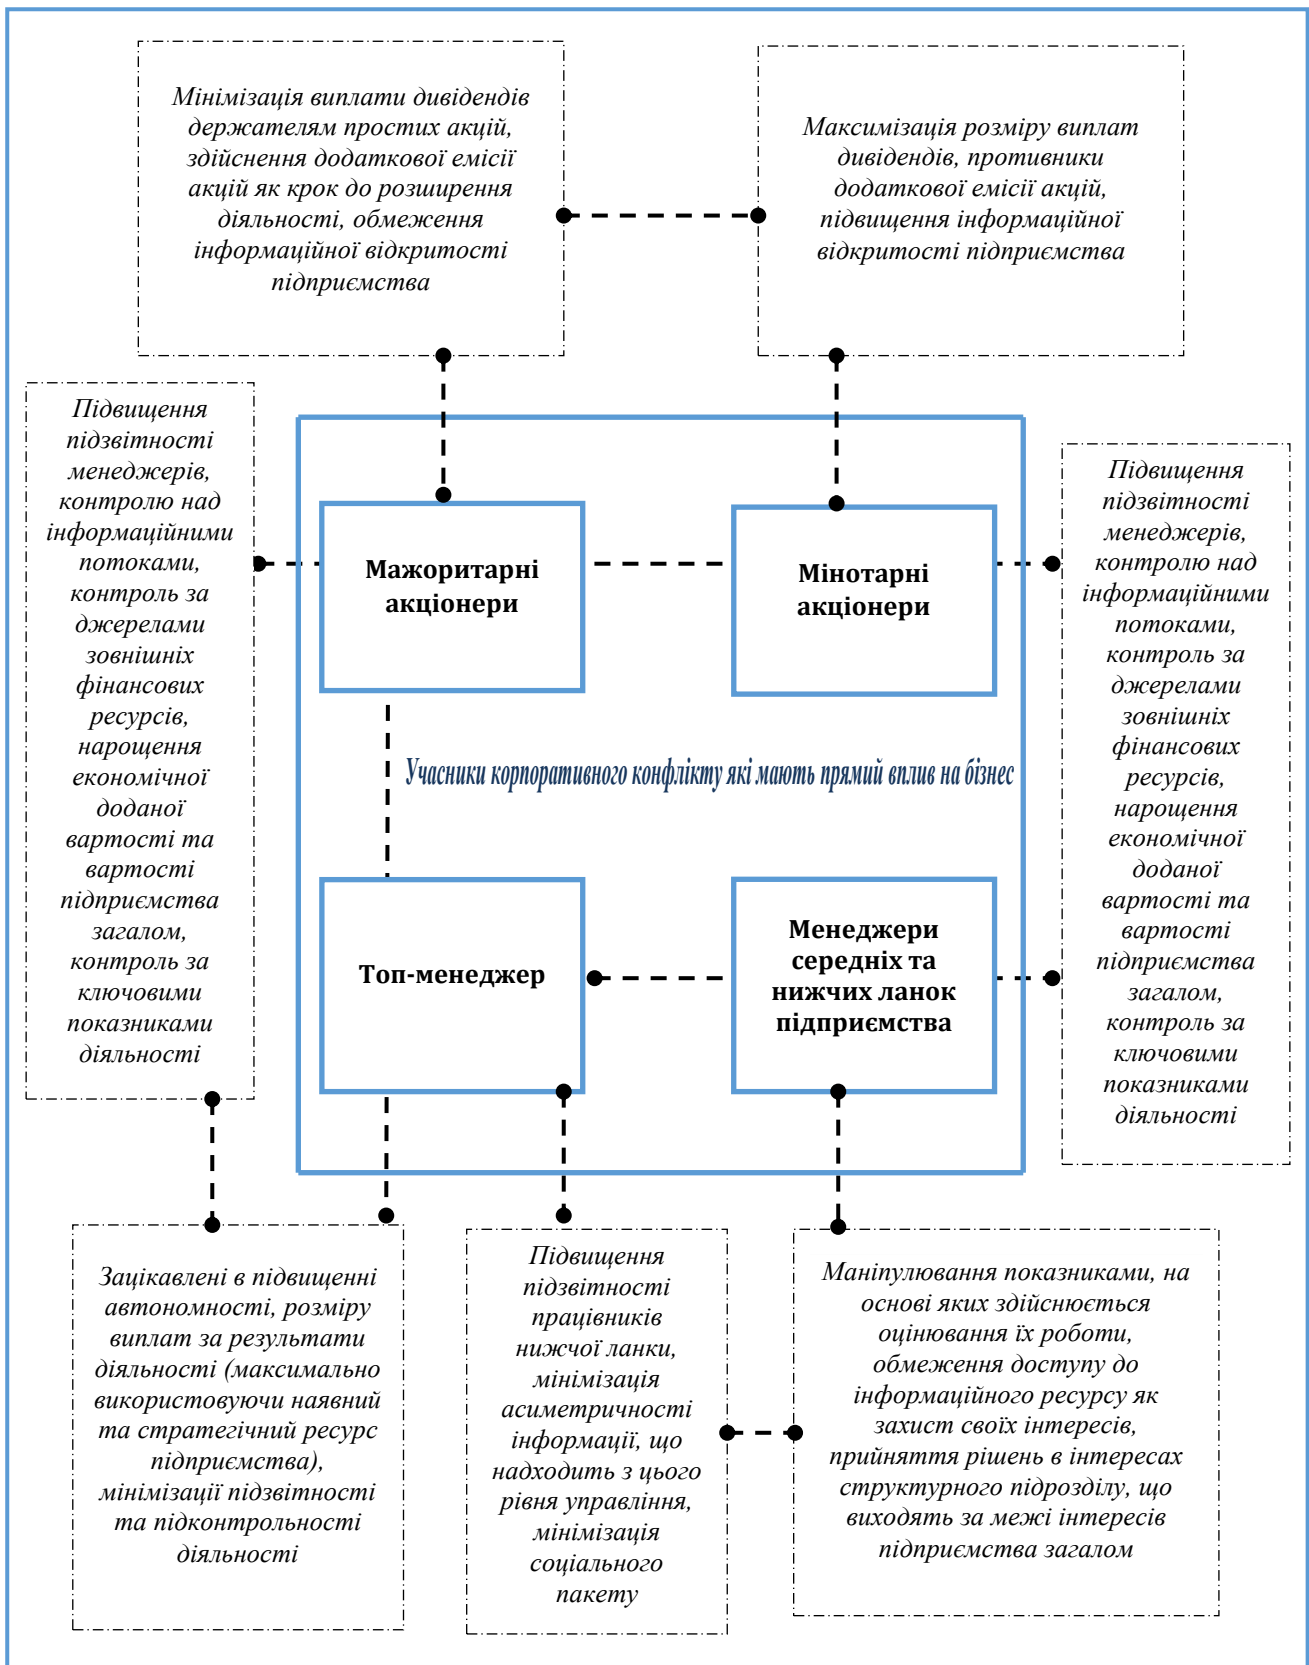 Мінімізація виплати дивідендів
держателям простих акцій,
здійснення додаткової емісії
акцій як крок до розширення
діяльності, обмеження
інформаційної відкритості
підприємства
Максимізація розміру виплат
дивідендів, противники
додаткової емісії акцій,
підвищення інформаційної
відкритості підприємства
Підвищення
підзвітності
менеджерів,
контролю над
інформаційними
потоками,
контроль за
джерелами
зовнішніх
фінансових
ресурсів,
нарощення
економічної
доданої
вартості та
вартості
підприємства
загалом,
контроль за
ключовими
показниками
діяльності
Мажоритарні
акціонери
Мінотарні
акціонери
Підвищення
підзвітності
менеджерів,
контролю над
інформаційними
потоками,
контроль за
джерелами
зовнішніх
фінансових
ресурсів,
нарощення
економічної
доданої
вартості та
вартості
підприємства
загалом,
контроль за
ключовими
показниками
діяльності
Учасники корпоративного конфлікту які мають прямий вплив на бізнес
Топ-менеджер
Менеджери
середніх та
нижчих ланок
підприємства
Зацікавлені в підвищенні
автономності, розміру
виплат за результати
діяльності (максимально
використовуючи наявний
та стратегічний ресурс
підприємства),
мінімізації підзвітності
та підконтрольності
діяльності
Підвищення
підзвітності
працівників
нижчої ланки,
мінімізація
асиметричності
інформації, що
надходить з цього
рівня управління,
мінімізація
соціального
пакету
Маніпулювання показниками, на
основі яких здійснюється
оцінювання їх роботи,
обмеження доступу до
інформаційного ресурсу як
захист своїх інтересів,
прийняття рішень в інтересах
структурного підрозділу, що
виходять за межі інтересів
підприємства загалом